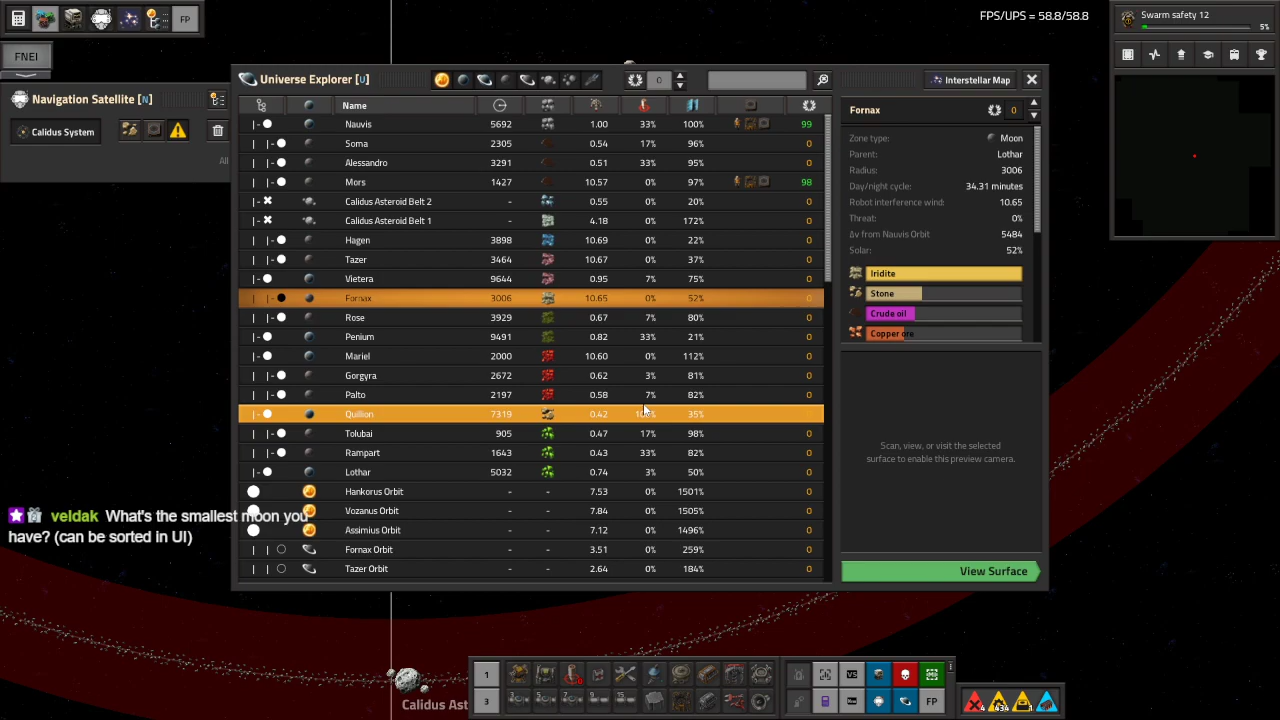 FP
FPS/UPS = 58.8/58.8
Swarm safety 12
5%
FNEI
Universe Explorer [U]
0
Interstellar Map
Navigation Satellite [N]
Name
Fornax
0
Calidus System
Nauvis 5692 1.00 33% 100% 99
Zone type: Moon
Soma 2305 0.54 17% 96% 0
Parent: Lothar
All
Alessandro 3291 0.51 33% 95% 0
Radius: 3006
Mors 1427 10.57 0% 97% 98
Day/night cycle: 34.31 minutes
Calidus Asteroid Belt 2 - 0.55 0% 20% 0
Robot interference wind: 10.65
Calidus Asteroid Belt 1 - 4.18 0% 172% 0
Threat: 0%
Hagen 3898 10.69 0% 22% 0
Δv from Nauvis Orbit 5484
Tazer 3464 10.67 0% 37% 0
Solar: 52%
Vietera 9644 0.95 7% 75% 0
Iridite
Fornax 3006 10.65 0% 52% 0
Stone
Rose 3929 0.67 7% 80% 0
Crude oil
Penium 9491 0.82 33% 21% 0
Copper ore
Mariel 2000 10.60 0% 112% 0
Gorgyra 2672 0.62 3% 81% 0
Palto 2197 0.58 7% 82% 0
Quillion 7319 0.42 35% 0
Tolubai 905 0.47 17% 98% 0
Rampart 1643 0.43 33% 82% 0
Scan, view, or visit the selected
surface to enable this preview camera.
Lothar 5032 0.74 3% 50% 0
Hankorus Orbit - - 7.53 0% 1501% 0
Vozanus Orbit - - 7.84 0% 1505% 0
Assimius Orbit - - 7.12 0% 1496% 0
Fornax Orbit - - 3.51 0% 259% 0
Tazer Orbit - - 2.64 0% 184% 0
veldak What's the smallest moon you
have? (can be sorted in UI)
View Surface
1
VS
3
FP
Calidus Ast
4 434 1